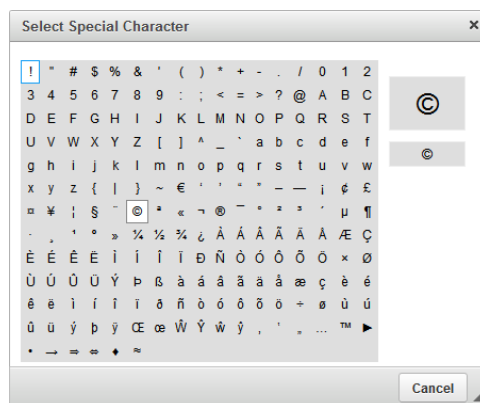 Select Special Character ×
! " # $ % & ' ( ) * + - . / 0 1 2
3 4 5 6 7 8 9 : ; < = > ? @ A B C
D E F G H I J K L M N O P Q R S T
U V W X Y Z [ ] ^ _ ` a b c d e f
g h i j k l m n o p q r s t u v w
x y z { | } ~ € ‘ ’ “ ” – — ¡ ¢ £
¤ ¥ ¦ § ¨ © ª « ¬ ® ¯ ° ² ³ ´ µ ¶
· ¸ ¹ º » ¼ ½ ¾ ¿ À Á Â Ã Ä Å Æ Ç
È É Ê Ë Ì Í Î Ï Ð Ñ Ò Ó Ô Õ Ö × Ø
Ù Ú Û Ü Ý Þ ß à á â ã ä å æ ç è é
ê ë ì í î ï ð ñ ò ó ô õ ö ÷ ø ù ú
û ü ý þ ÿ Œ œ Ŵ Ŷ ŵ ŷ ‚ ‛ „ … ™ ►
• → ⇒ ⇔ ♦ ≈
©
©
Cancel